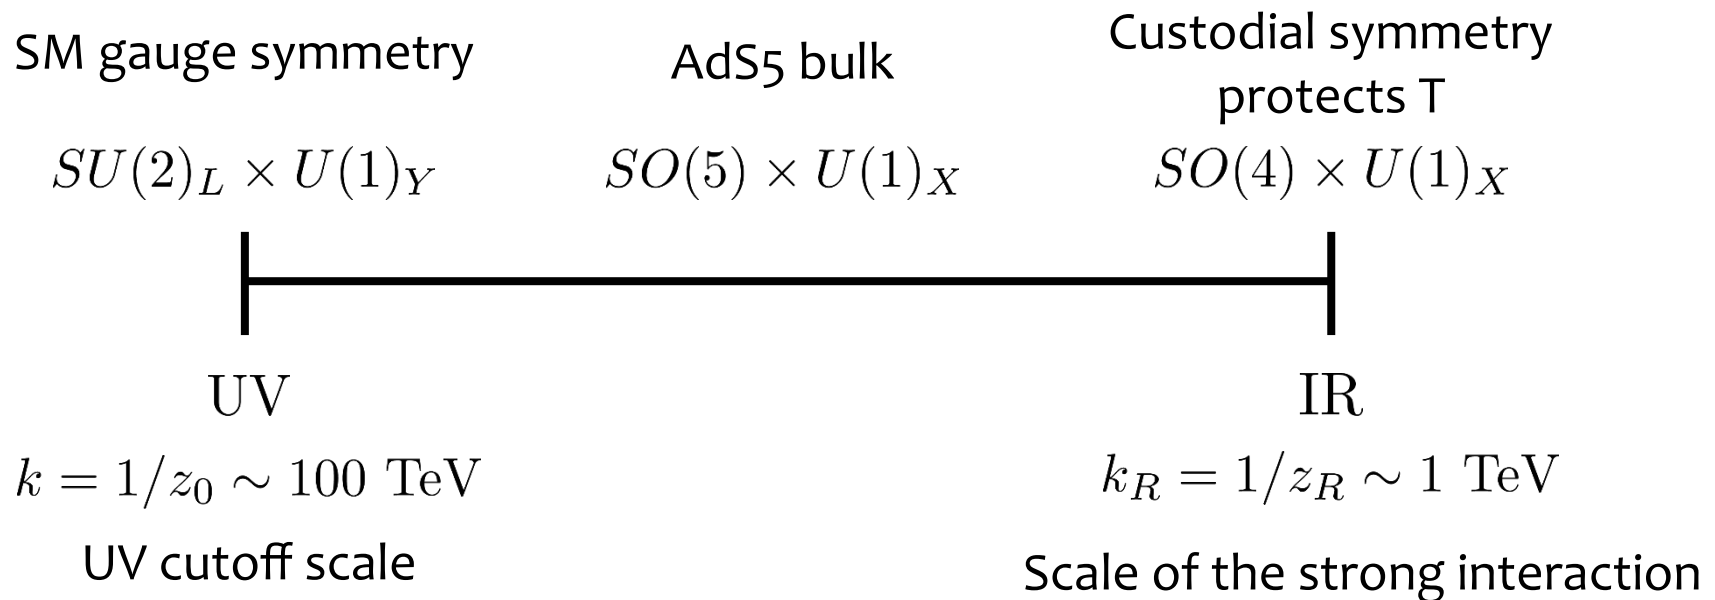 SM gauge symmetry
AdS5 bulk
Custodial symmetry
protects T
SU(2)_L × U(1)_Y
SO(5) × U(1)_X
SO(4) × U(1)_X
UV
IR
k = 1/z_0 ∼ 100 TeV
k_R = 1/z_R ∼ 1 TeV
UV cutoff scale
Scale of the strong interaction